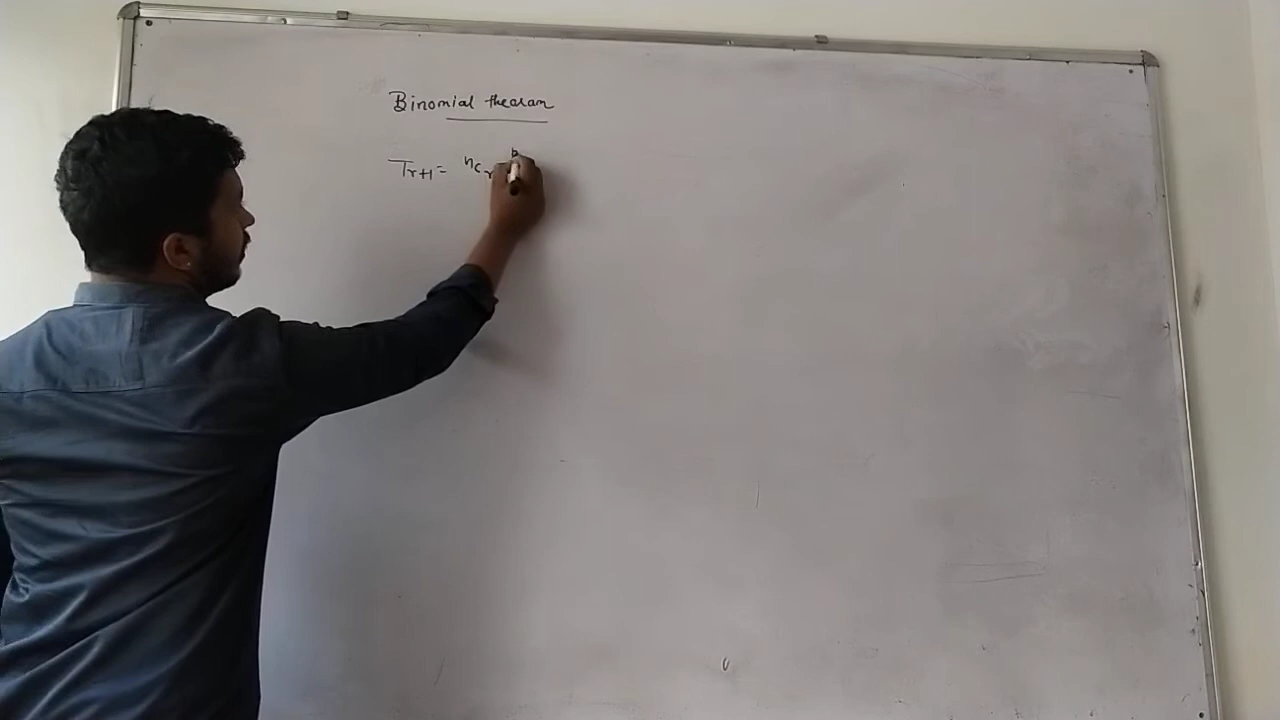 Binomial thearam
Tr+1 = nCr